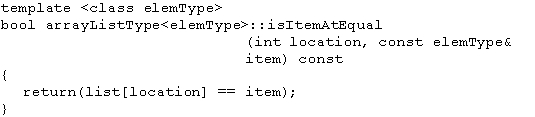 template <class elemType>
bool arrayListType<elemType>::isItemAtEqual
(int location, const elemType&
item) const
{
return(list[location] == item);
}